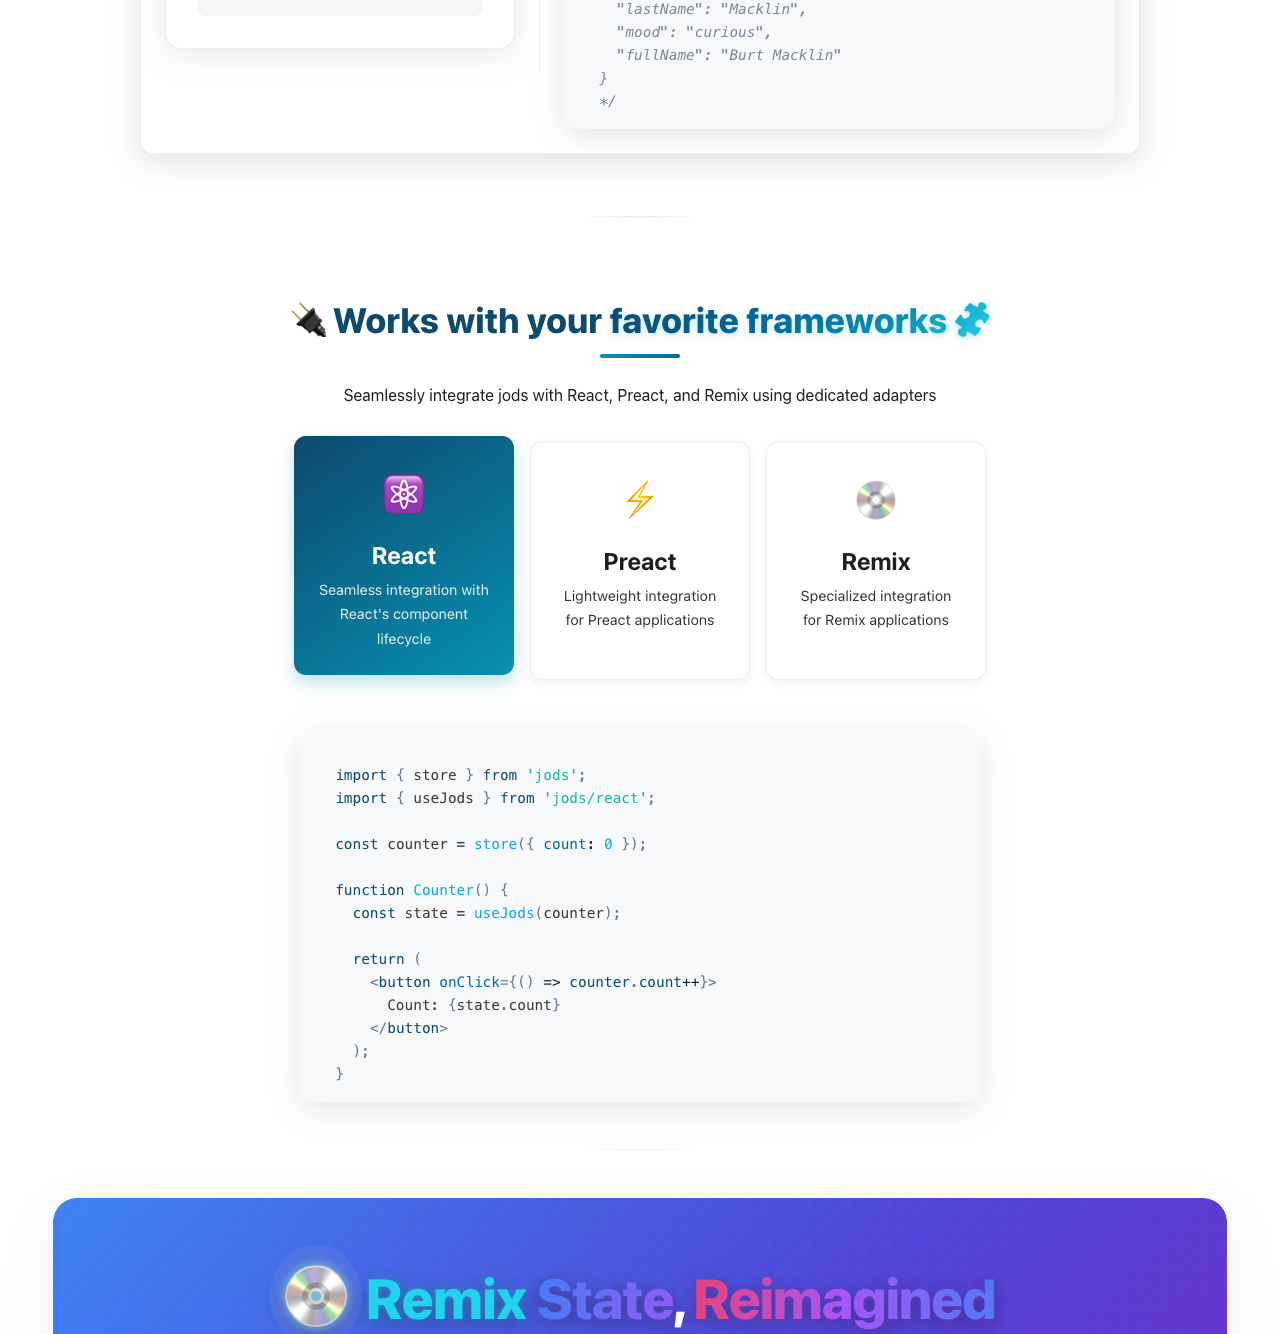 "lastName": "Macklin",
"mood": "curious",
"fullName": "Burt Macklin"
}
*/
Works with your favorite frameworks
Seamlessly integrate jods with React, Preact, and Remix using dedicated adapters
React
Seamless integration with
React's component
lifecycle
Preact
Lightweight integration
for Preact applications
Remix
Specialized integration
for Remix applications
import { store } from 'jods';
import { useJods } from 'jods/react';
const counter = store({ count: 0 });
function Counter() {
const state = useJods(counter);
return (
<button onClick={() => counter.count++}>
Count: {state.count}
</button>
);
}
Remix State, Reimagined